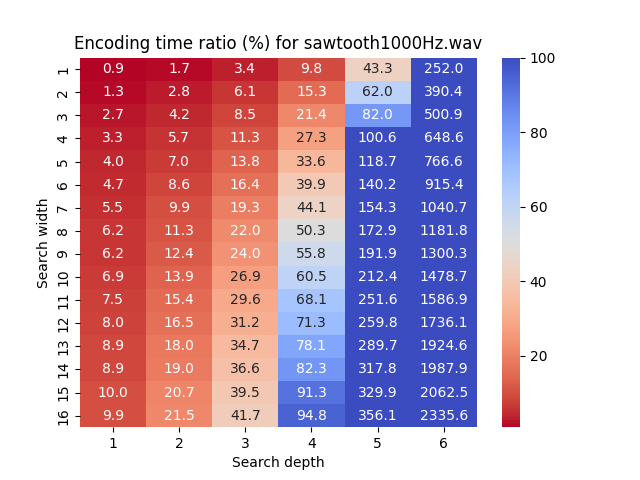 Encoding time ratio (%) for sawtooth1000Hz.wav
1 0.9 1.7 3.4 9.8 43.3 252.0
2 1.3 2.8 6.1 15.3 62.0 390.4
3 2.7 4.2 8.5 21.4 82.0 500.9
4 3.3 5.7 11.3 27.3 100.6 648.6
5 4.0 7.0 13.8 33.6 118.7 766.6
6 4.7 8.6 16.4 39.9 140.2 915.4
7 5.5 9.9 19.3 44.1 154.3 1040.7
8 6.2 11.3 22.0 50.3 172.9 1181.8
9 6.2 12.4 24.0 55.8 191.9 1300.3
10 6.9 13.9 26.9 60.5 212.4 1478.7
11 7.5 15.4 29.6 68.1 251.6 1586.9
12 8.0 16.5 31.2 71.3 259.8 1736.1
13 8.9 18.0 34.7 78.1 289.7 1924.6
14 8.9 19.0 36.6 82.3 317.8 1987.9
15 10.0 20.7 39.5 91.3 329.9 2062.5
16 9.9 21.5 41.7 94.8 356.1 2335.6
1 2 3 4 5 6
Search depth
Search width
100
80
60
40
20